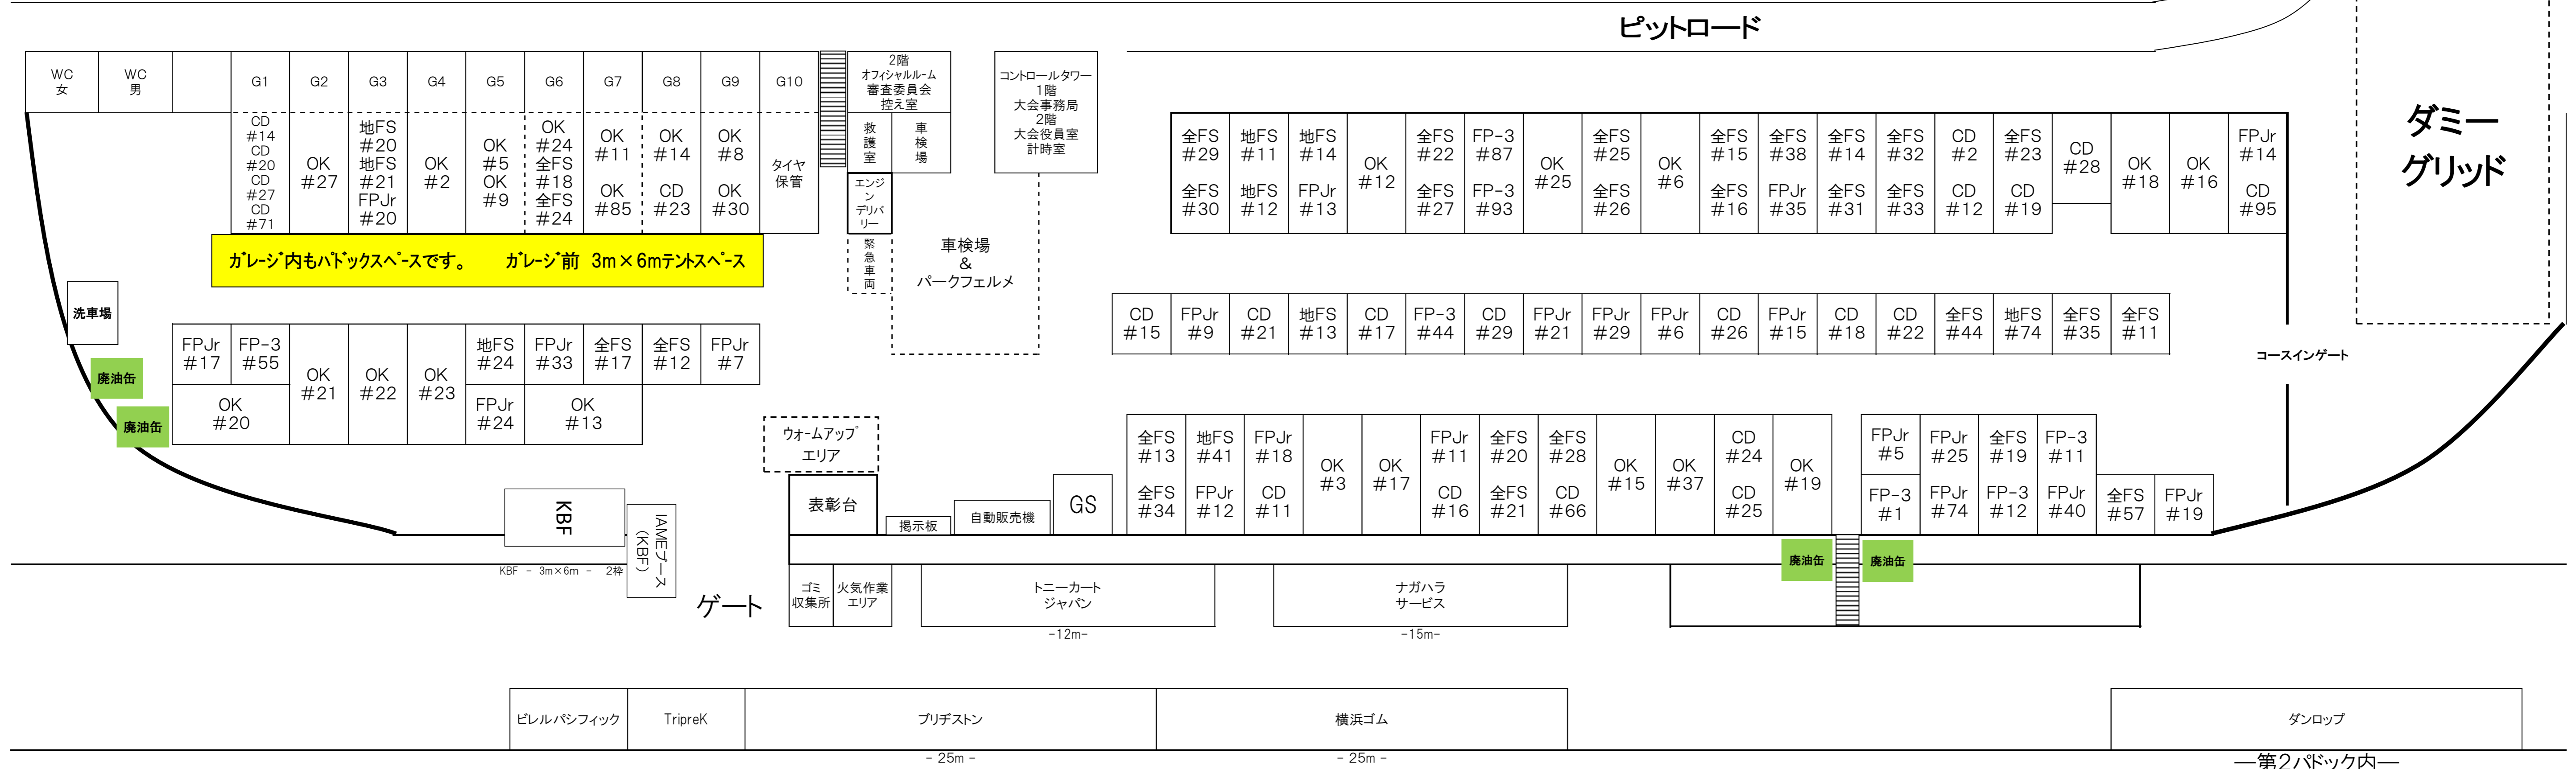 ピットロード
WC
女
WC
男
G1
G2
G3
G4
G5
G6
G7
G8
G9
G10
2階
オフィシャルルーム
審査委員会
控え室
コントロールタワー
1階
大会事務局
2階
大会役員室
計時室
ダミー
グリッド
CD
#14
CD
#20
CD
#27
CD
#71
OK
#27
地FS
#20
地FS
#21
FPJr
#20
OK
#2
OK
#5
OK
#9
OK
#24
全FS
#18
全FS
#24
OK
#11
OK
#85
OK
#14
CD
#23
OK
#8
OK
#30
タイヤ
保管
救護室
車検場
エンジ
ン
デリバ
リー
緊急車両
車検場
&
パークフェルメ
全FS
#29
全FS
#30
地FS
#11
地FS
#12
地FS
#14
FPJr
#13
OK
#12
全FS
#22
全FS
#27
FP-3
#87
FP-3
#93
OK
#25
全FS
#25
全FS
#26
OK
#6
全FS
#15
全FS
#16
全FS
#38
FPJr
#35
全FS
#14
全FS
#31
全FS
#32
全FS
#33
CD
#2
CD
#12
全FS
#23
CD
#19
CD
#28
OK
#18
OK
#16
FPJr
#14
CD
#95
ガレージ内もパドックスペースです。 ガレージ前 3m×6mテントスペース
洗車場
廃油缶
廃油缶
FPJr
#17
FP-3
#55
OK
#20
OK
#21
OK
#22
OK
#23
地FS
#24
FPJr
#24
FPJr
#33
全FS
#17
OK
#13
全FS
#12
FPJr
#7
CD
#15
FPJr
#9
CD
#21
地FS
#13
CD
#17
FP-3
#44
CD
#29
FPJr
#21
FPJr
#29
FPJr
#6
CD
#26
FPJr
#15
CD
#18
CD
#22
全FS
#44
地FS
#74
全FS
#35
全FS
#11
コースインゲート
ウォームアップ
エリア
表彰台
掲示板
自動販売機
GS
全FS
#13
全FS
#34
地FS
#41
FPJr
#12
FPJr
#18
CD
#11
OK
#3
OK
#17
FPJr
#11
CD
#16
全FS
#20
全FS
#21
全FS
#28
CD
#66
OK
#15
OK
#37
CD
#24
CD
#25
OK
#19
FPJr
#5
FP-3
#1
FPJr
#25
FPJr
#74
全FS
#19
FP-3
#12
FP-3
#11
FPJr
#40
全FS
#57
FPJr
#19
KBF
IAMEブース
(KBF)
KBF - 3m×6m - 2枠
ゲート
ゴミ
収集所
火気作業
エリア
トニーカート
ジャパン
-12m-
ナガハラ
サービス
-15m-
廃油缶
廃油缶
ビレルパシフィック
TripreK
ブリヂストン
横浜ゴム
ダンロップ
- 25m -
- 25m -
―第2パドック内―